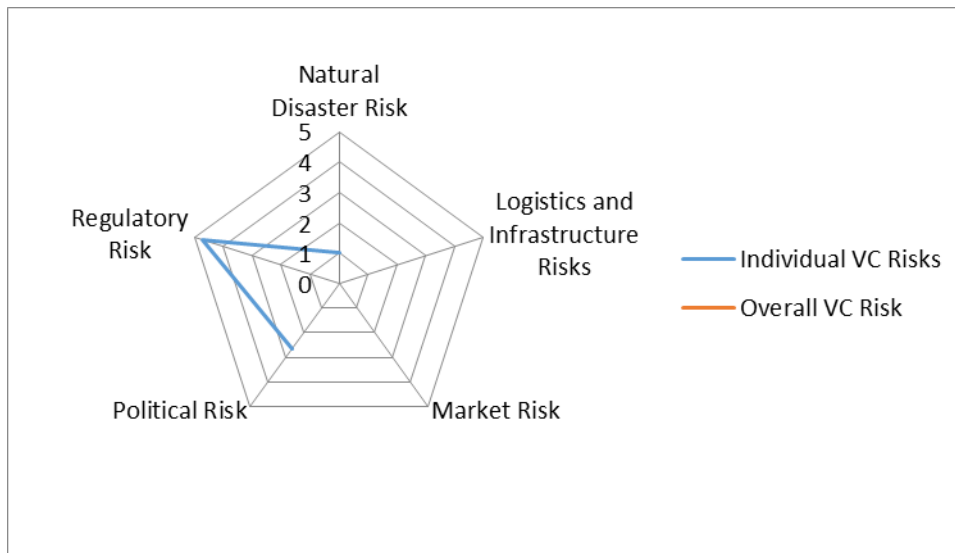 Natural
Disaster Risk
5
4
3
2
1
0
Logistics and
Infrastructure
Risks
Market Risk
Political Risk
Regulatory
Risk
Individual VC Risks
Overall VC Risk